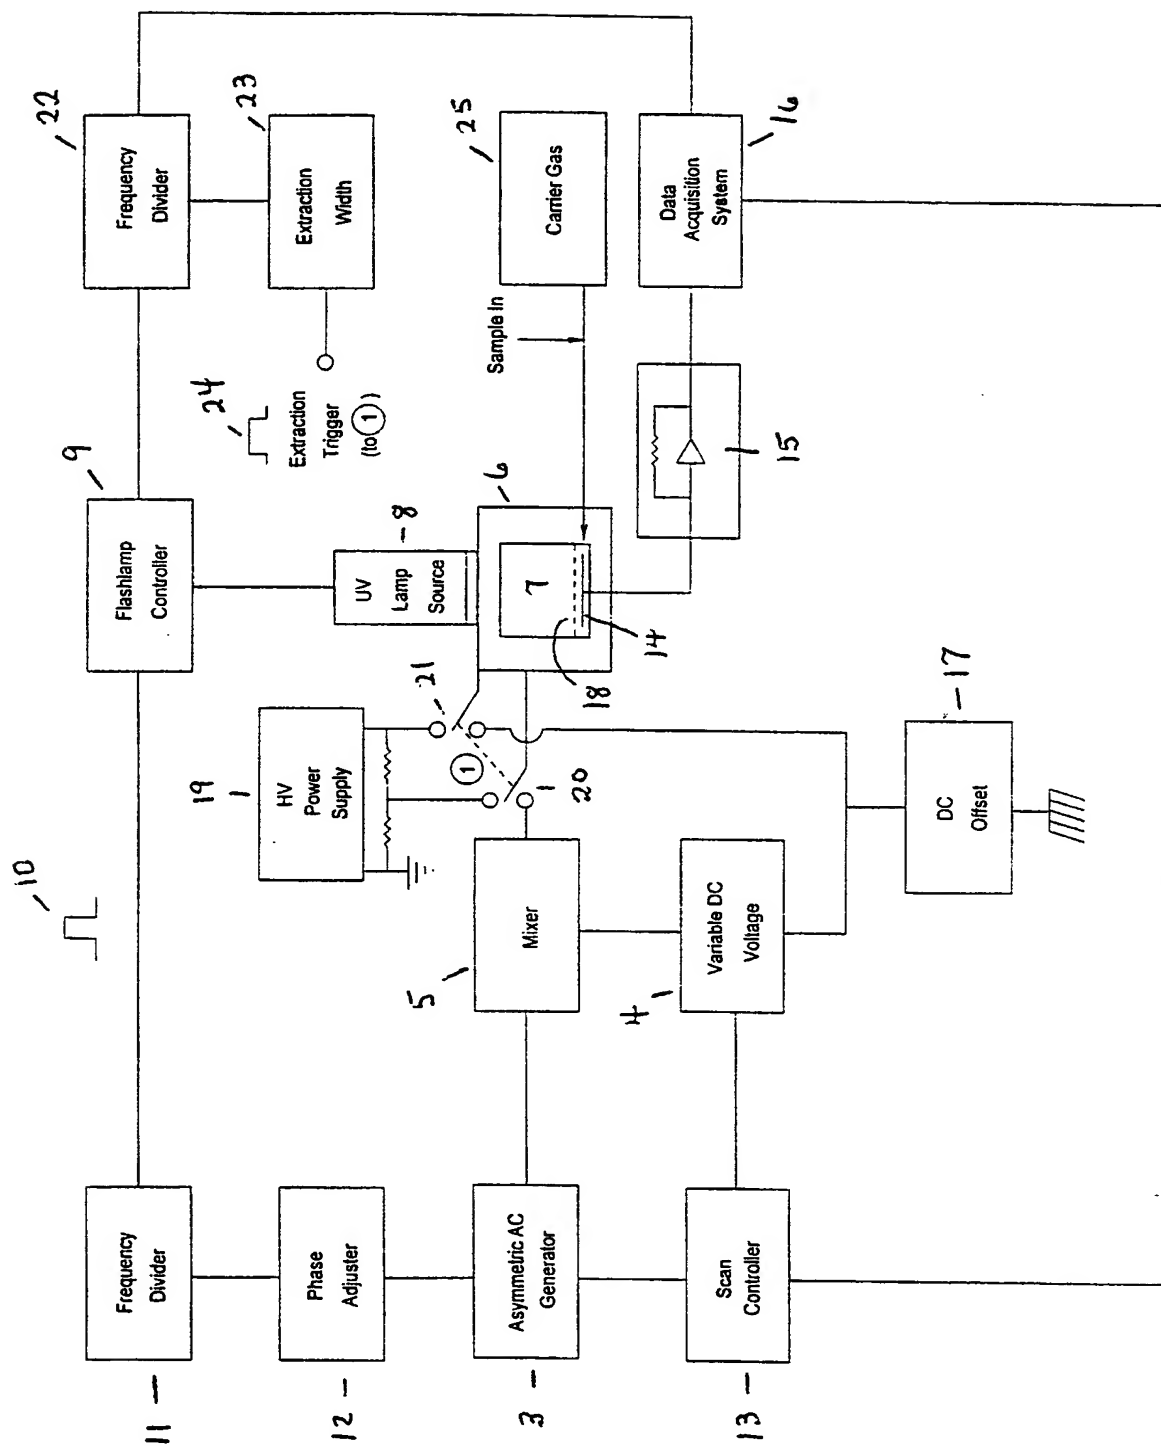 11
Frequency
Divider
10
9
Flashlamp
Controller
22
Frequency
Divider
12
Phase
Adjuster
19
HV
Power
Supply
UV
Lamp
Source
8
24
Extraction
Trigger
(to 1)
23
Extraction
Width
3
Asymmetric AC
Generator
5
Mixer
1
20
21
7
6
18
14
Sample In
25
Carrier Gas
13
Scan
Controller
4
Variable DC
Voltage
15
16
Data
Acquisition
System
17
DC
Offset